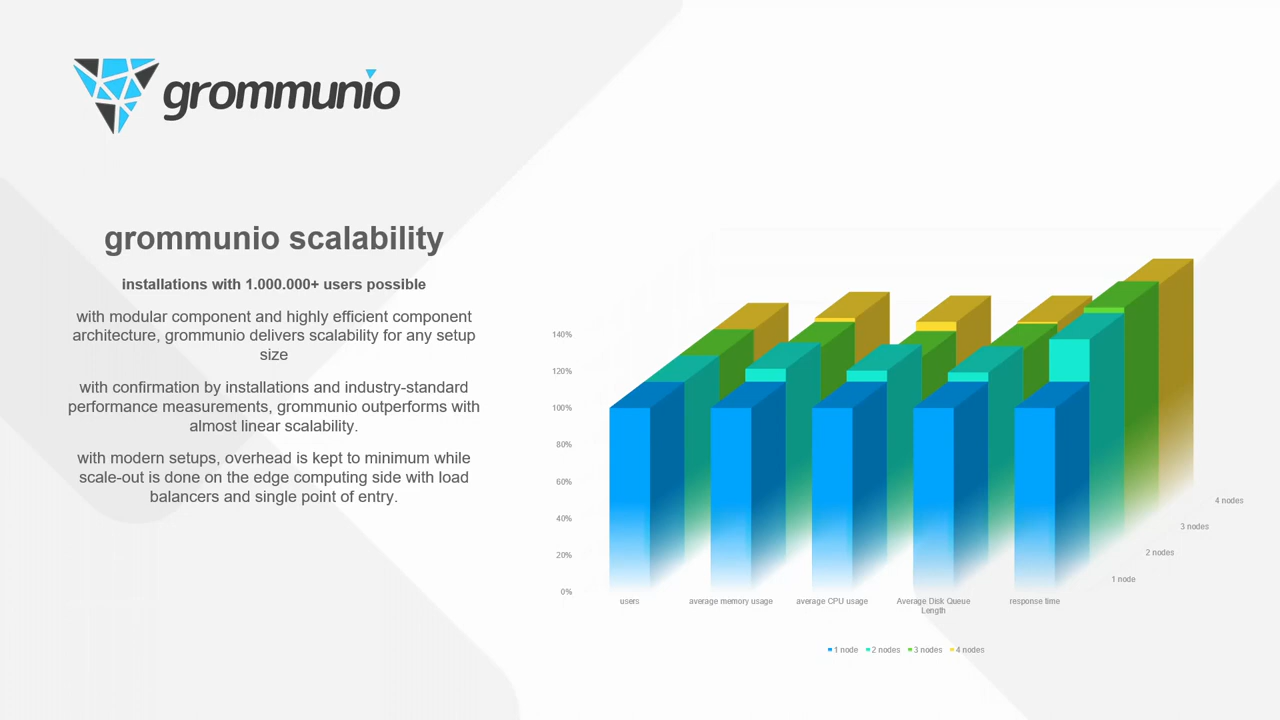 grommunio
grommunio scalability
installations with 1.000.000+ users possible
with modular component and highly efficient component
architecture, grommunio delivers scalability for any setup
size
with confirmation by installations and industry-standard
performance measurements, grommunio outperforms with
almost linear scalability.
with modern setups, overhead is kept to minimum while
scale-out is done on the edge computing side with load
balancers and single point of entry.
140%
120%
100%
80%
60%
40%
20%
0%
users
average memory usage
average CPU usage
Average Disk Queue
Length
response time
4 nodes
3 nodes
2 nodes
1 node
1 node 2 nodes 3 nodes 4 nodes